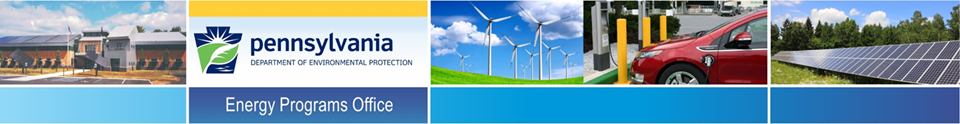 pennsylvania
DEPARTMENT OF ENVIRONMENTAL PROTECTION
Energy Programs Office